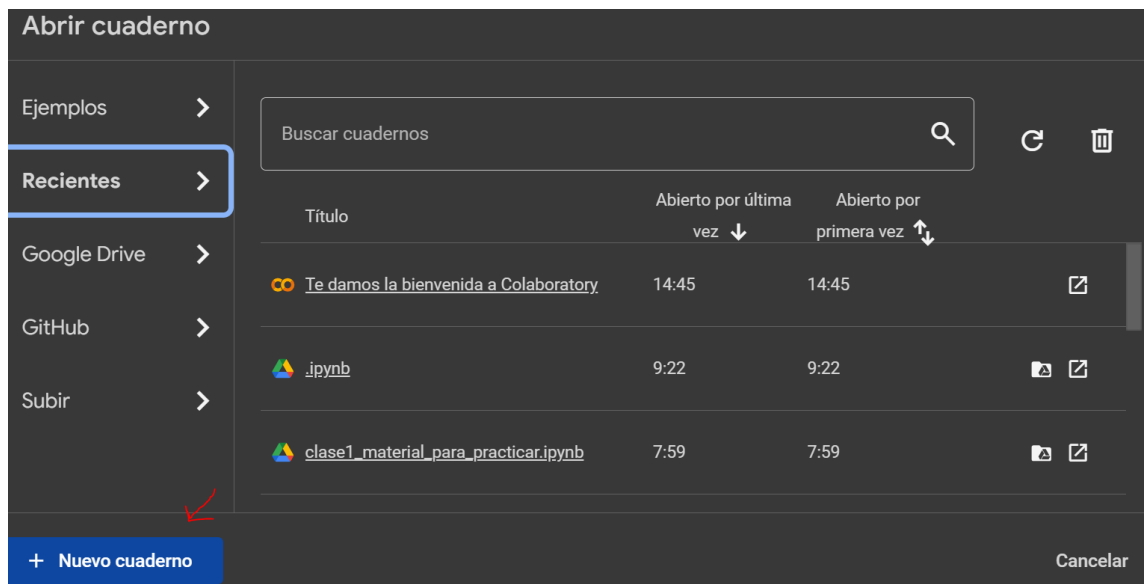 Abrir cuaderno
Ejemplos
Recientes
Google Drive
GitHub
Subir
Buscar cuadernos
Título
Abierto por última
vez
Abierto por
primera vez
Te damos la bienvenida a Colaboratory 14:45 14:45
.ipynb 9:22 9:22
clase1_material_para_practicar.ipynb 7:59 7:59
+ Nuevo cuaderno
Cancelar